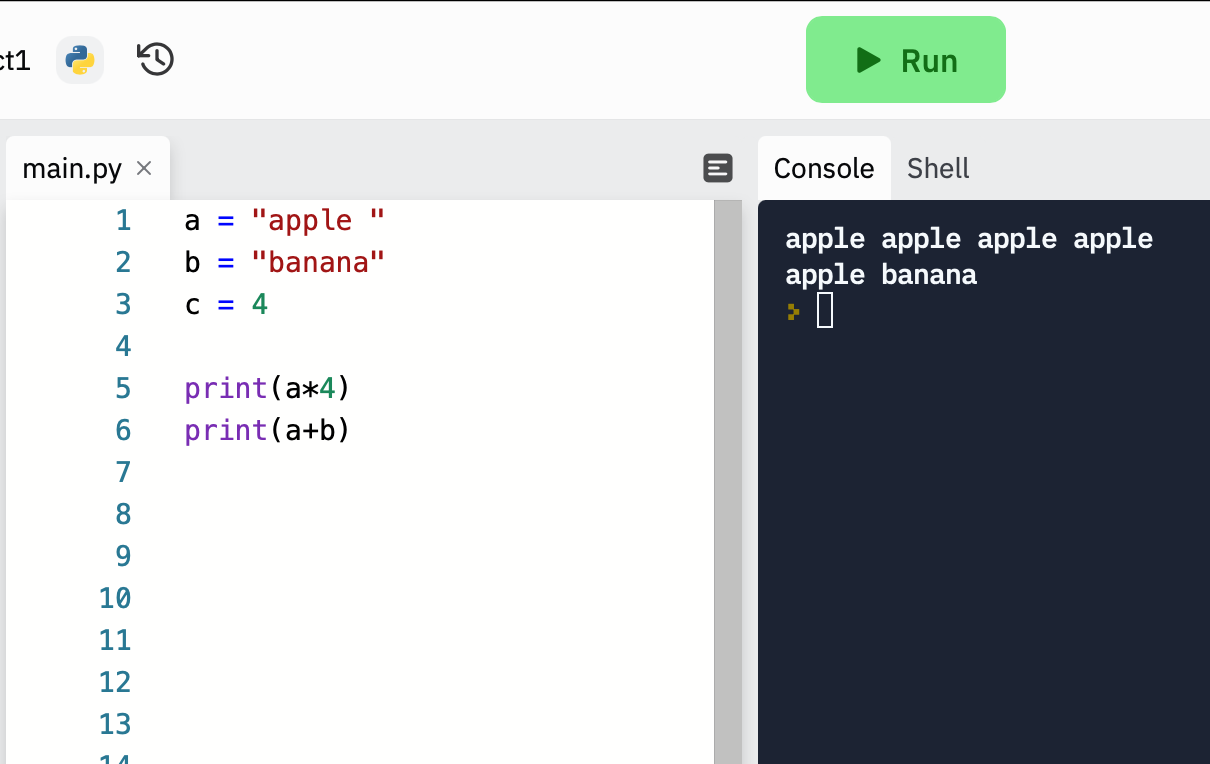 ct1
Run
main.py
Console Shell
1 a = "apple "
2 b = "banana"
3 c = 4
4
5 print(a*4)
6 print(a+b)
7
8
9
10
11
12
13
14
apple apple apple apple
apple banana